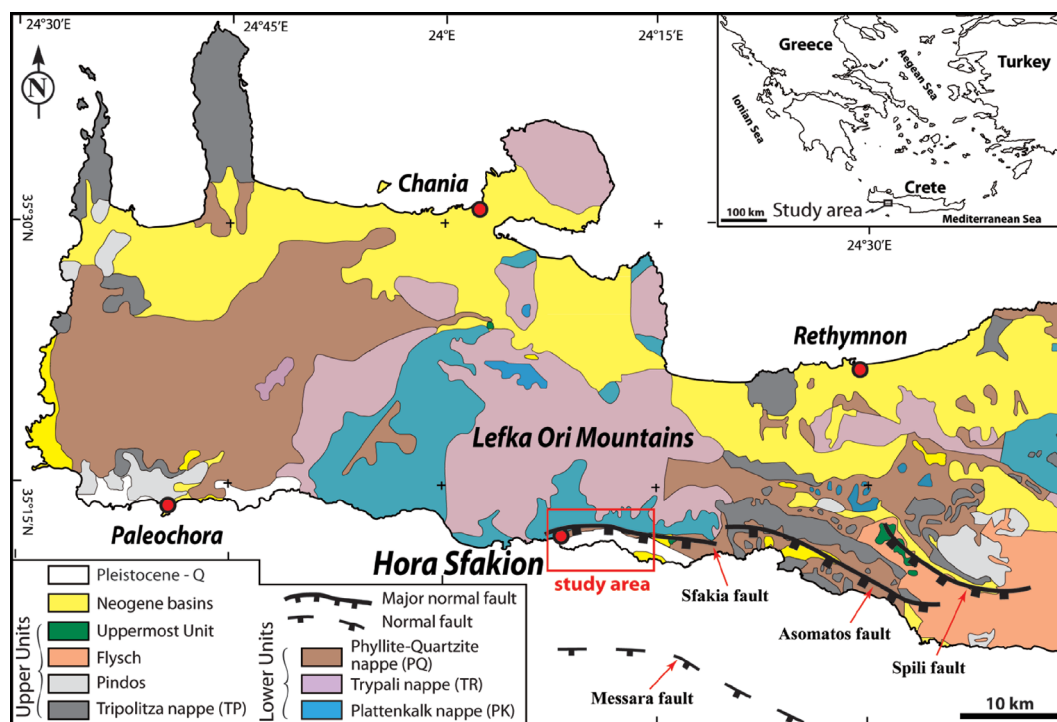 24°30'E
24°45'E
24°E
24°15'E
N
Greece
Turkey
Aegean Sea
Ionian Sea
Crete
100 km
Study area
Mediterranean Sea
24°30'E
Chania
35°30'N
Rethymnon
Lefka Ori Mountains
35°15'N
Paleochora
Hora Sfakion
study area
Sfakia fault
Asomatos fault
Spili fault
Messara fault
10 km
Pleistocene - Q
Neogene basins
Upper Units
Uppermost Unit
Flysch
Pindos
Tripolitza nappe (TP)
Major normal fault
Normal fault
Lower Units
Phyllite-Quartzite
nappe (PQ)
Trypali nappe (TR)
Plattenkalk nappe (PK)